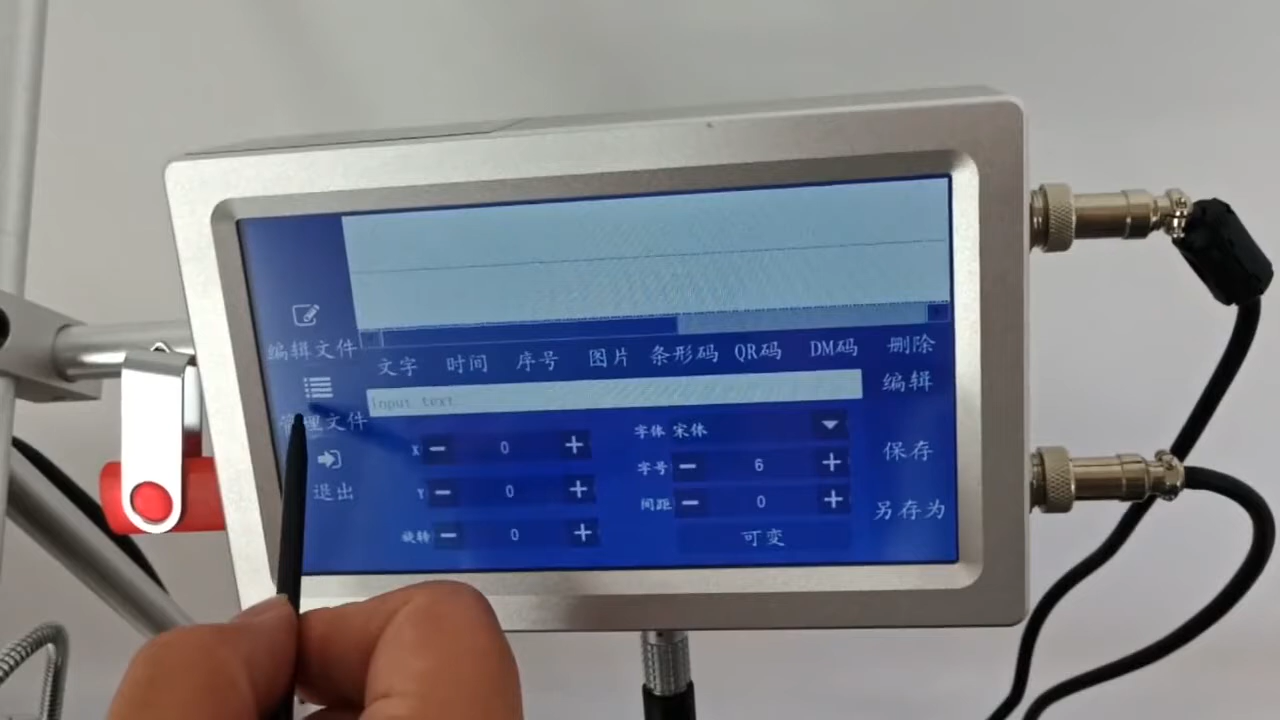 编辑文件
管理文件
退出
文字 时间 序号 图片 条形码 QR码 DM码 删除
input text
编辑
X 0
Y 0
旋转 0
字体 宋体
字号 6
间距 0
可变
保存
另存为